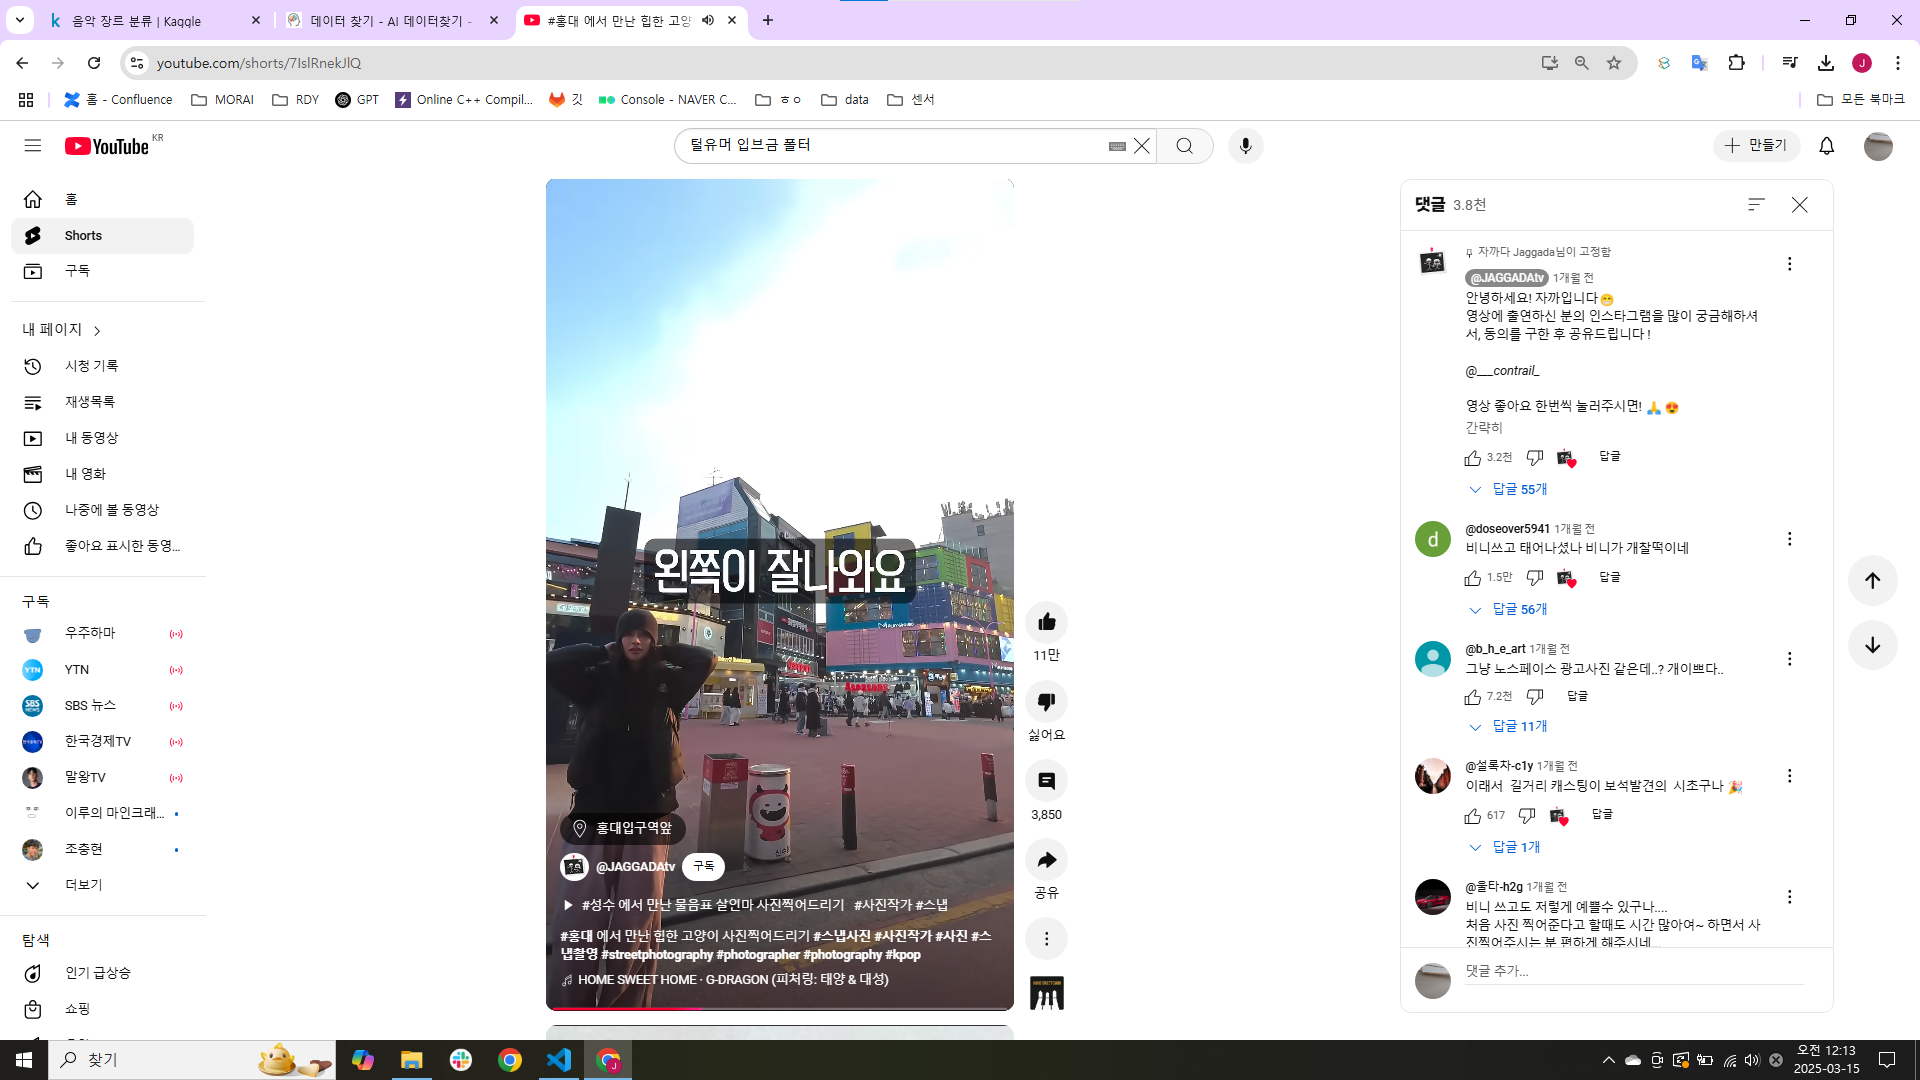 음악 장르 분류 | Kaggle
데이터 찾기 - AI 데이터찾기 -
#홍대 에서 만난 힙한 고양
youtube.com/shorts/7IslRnekJlQ
홈 - Confluence
MORAI
RDY
GPT
Online C++ Compil...
깃
Console - NAVER C...
ㅎㅇ
data
센서
모든 북마크
YouTube KR
털유머 입브금 폴터
만들기
홈
Shorts
구독
내 페이지
시청 기록
재생목록
내 동영상
내 영화
나중에 볼 동영상
좋아요 표시한 동영...
구독
우주하마
YTN
SBS 뉴스
한국경제TV
말왕TV
이루의 마인크래...
조충현
더보기
탐색
인기 급상승
쇼핑
왼쪽이 잘나와요
홍대입구역앞
@JAGGADAtv 구독
#성수 에서 만난 물음표 살인마 사진찍어드리기 #사진작가 #스냅
#홍대 에서 만난 힙한 고양이 사진찍어드리기 #스냅사진 #사진작가 #사진 #스
냅촬영 #streetphotography #photographer #photography #kpop
HOME SWEET HOME · G-DRAGON (피처링: 태양 & 대성)
11만
싫어요
3,850
공유
댓글 3.8천
자까다 Jaggada님이 고정함
@JAGGADAtv 1개월 전
안녕하세요! 자까입니다😁
영상에 출연하신 분의 인스타그램을 많이 궁금해하셔
서, 동의를 구한 후 공유드립니다 !
@___contrail_
영상 좋아요 한번씩 눌러주시면! 🙏 😍
간략히
3.2천 답글
답글 55개
@doseover5941 1개월 전
비니쓰고 태어나셨나 비니가 개찰떡이네
1.5만 답글
답글 56개
@b_h_e_art 1개월 전
그냥 노스페이스 광고사진 같은데..? 개이쁘다..
7.2천 답글
답글 11개
@설록차-c1y 1개월 전
이래서 길거리 캐스팅이 보석발견의 시초구나 🎉
617 답글
답글 1개
@울타-h2g 1개월 전
비니 쓰고도 저렇게 예쁠수 있구나....
처음 사진 찍어준다고 할때도 시간 많아여~ 하면서 사
진찍어주시는 분 편하게 해주시네...
댓글 추가...
찾기
오전 12:13
2025-03-15